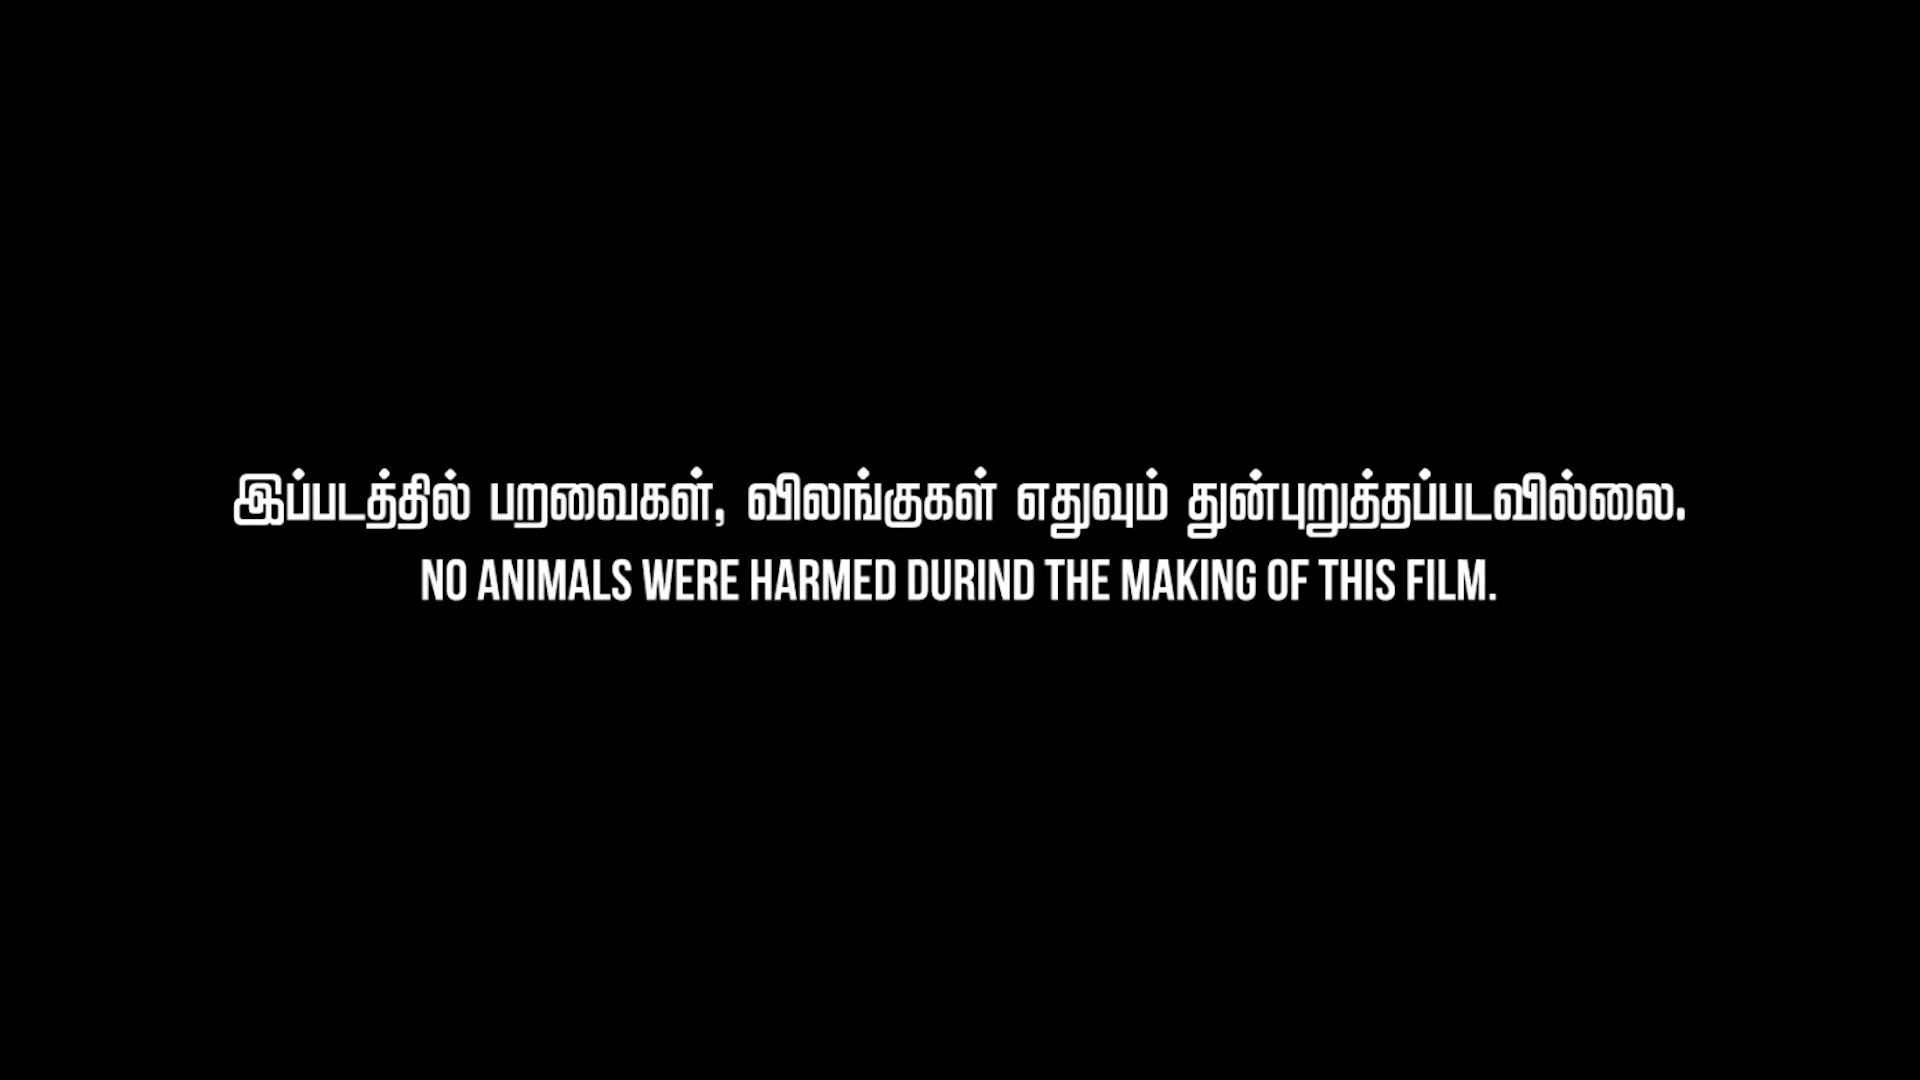 இப்படத்தில் பறவைகள், விலங்குகள் எதுவும் துன்புறுத்தப்படவில்லை.
NO ANIMALS WERE HARMED DURIND THE MAKING OF THIS FILM.